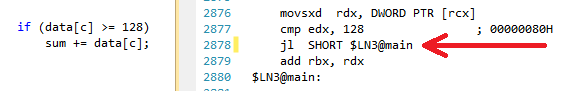 if (data[c] >= 128)
sum += data[c];
2876 movsxd rdx, DWORD PTR [rcx]
2877 cmp edx, 128 ; 00000080H
2878 jl SHORT $LN3@main
2879 add rbx, rdx
2880 $LN3@main: